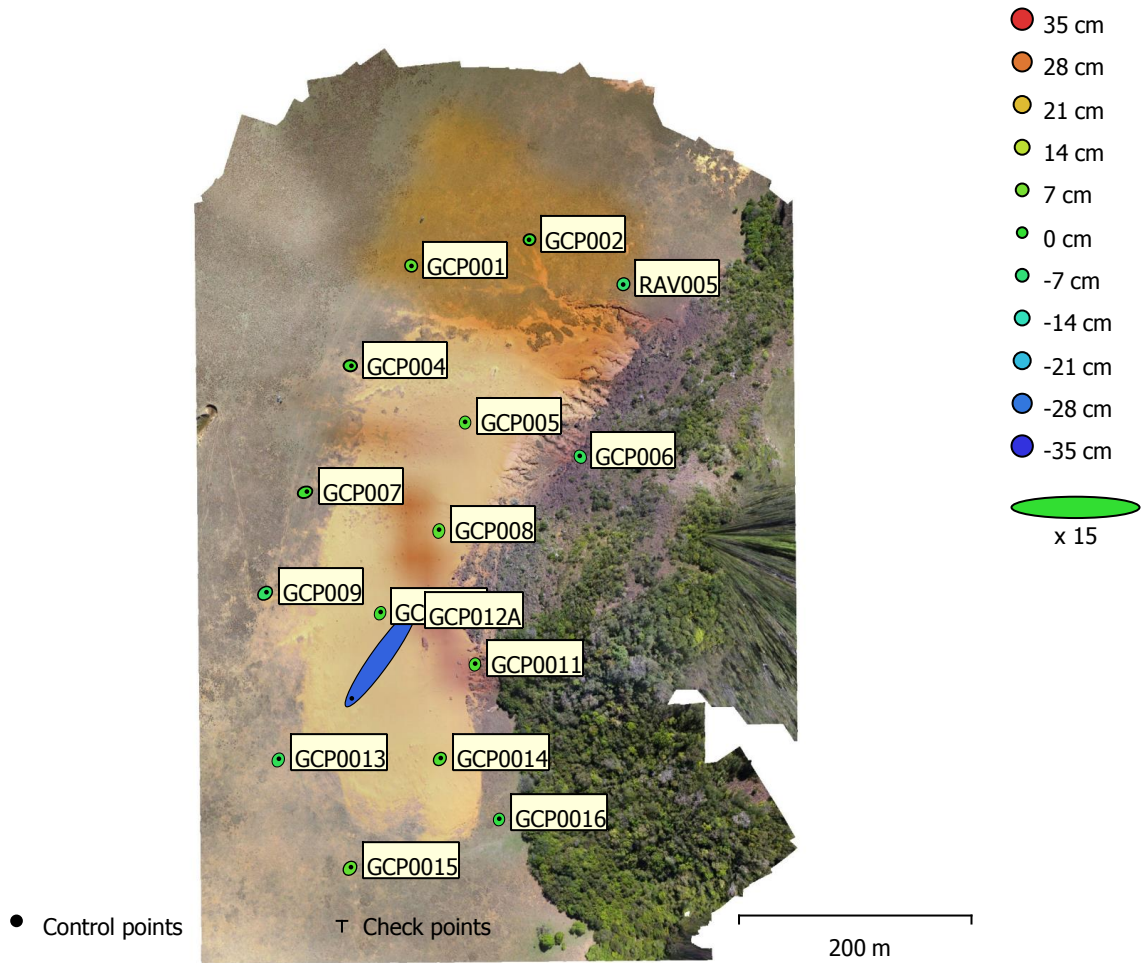 35 cm
28 cm
21 cm
14 cm
7 cm
0 cm
-7 cm
-14 cm
-21 cm
-28 cm
-35 cm
x 15
GCP002
GCP001
RAV005
GCP004
GCP005
GCP006
GCP007
GCP008
GCP009
GCP012A
GCP0011
GCP0013
GCP0014
GCP0016
GCP0015
Control points
Check points
200 m